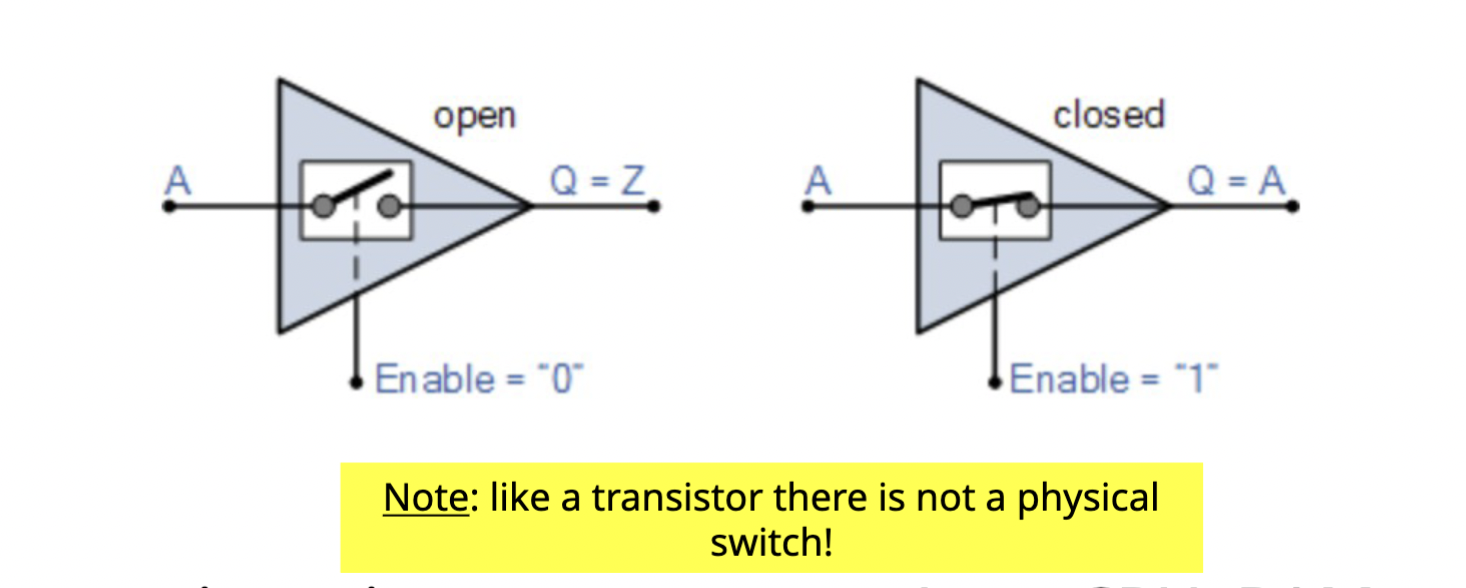 open
closed
A
Q = Z
A
Q = A
Enable = "0"
Enable = "1"
Note: like a transistor there is not a physical
switch!